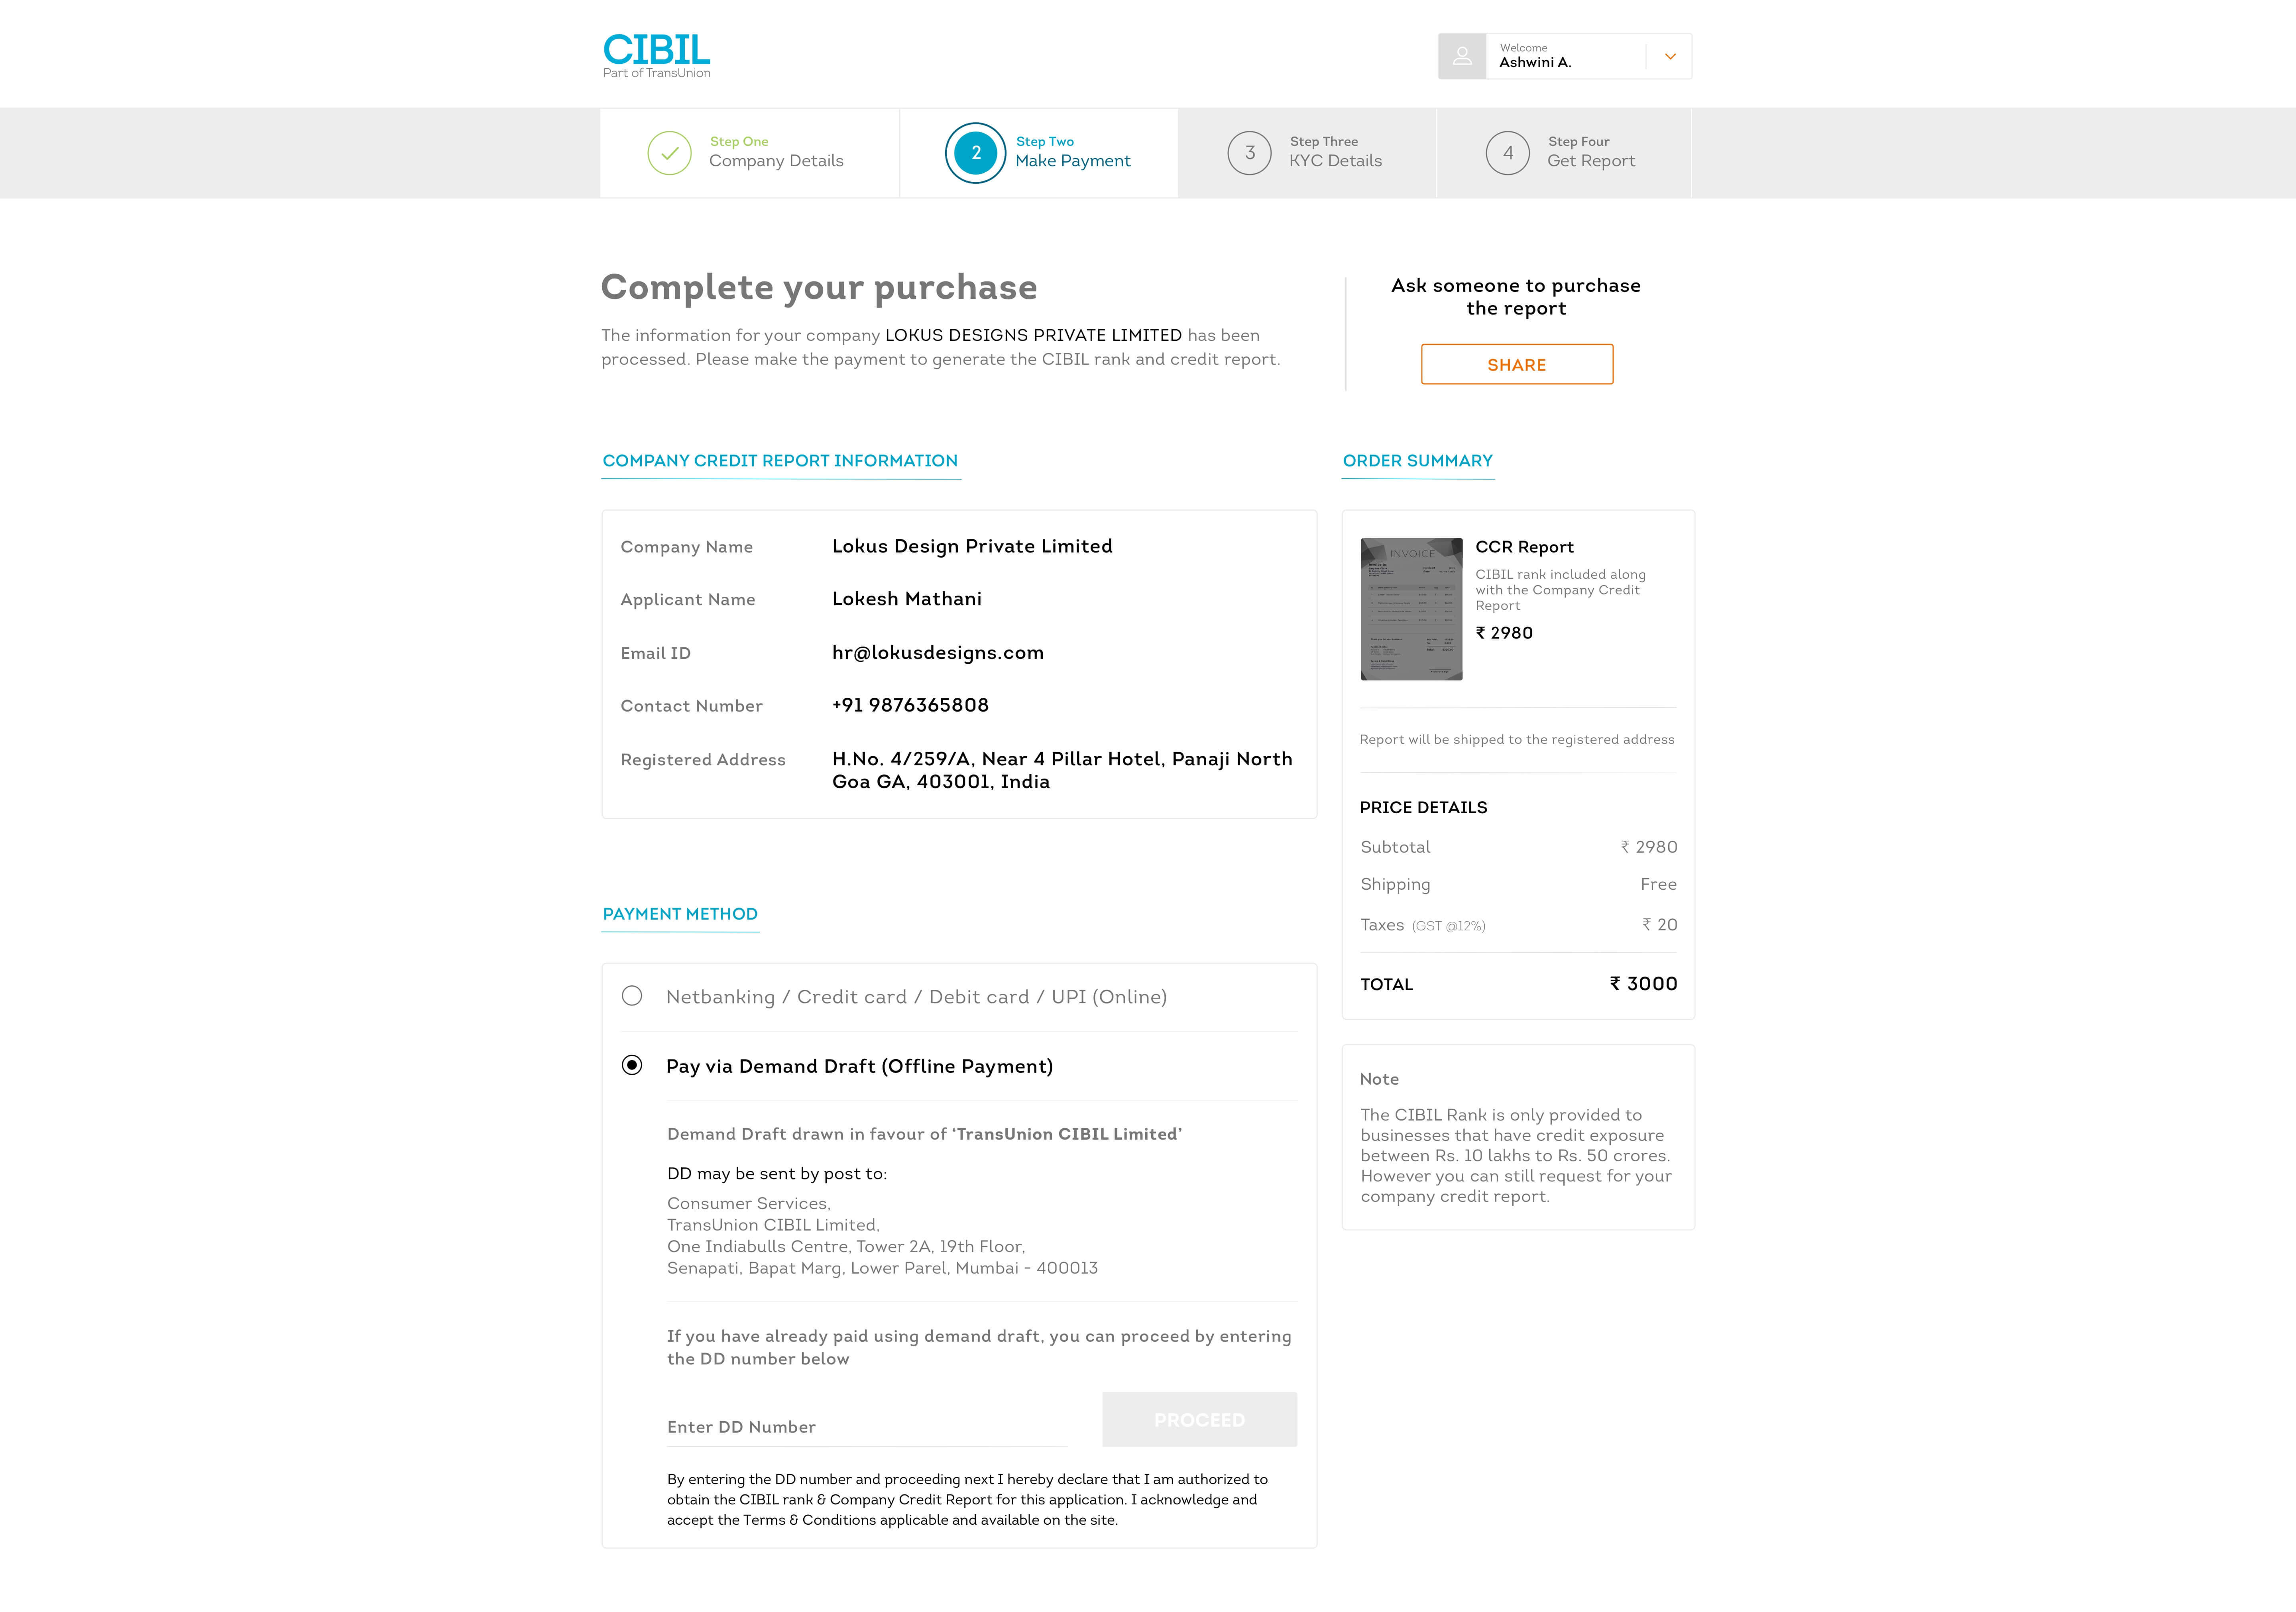 CIBIL
Part of TransUnion
Welcome
Ashwini A.
Step One
Company Details
2
Step Two
Make Payment
3
Step Three
KYC Details
4
Step Four
Get Report
Complete your purchase
The information for your company LOKUS DESIGNS PRIVATE LIMITED has been
processed. Please make the payment to generate the CIBIL rank and credit report.
Ask someone to purchase
the report
SHARE
COMPANY CREDIT REPORT INFORMATION
Company Name Lokus Design Private Limited
Applicant Name Lokesh Mathani
Email ID hr@lokusdesigns.com
Contact Number +91 9876365808
Registered Address H.No. 4/259/A, Near 4 Pillar Hotel, Panaji North
Goa GA, 403001, India
PAYMENT METHOD
Netbanking / Credit card / Debit card / UPI (Online)
Pay via Demand Draft (Offline Payment)
Demand Draft drawn in favour of ‘TransUnion CIBIL Limited’
DD may be sent by post to:
Consumer Services,
TransUnion CIBIL Limited,
One Indiabulls Centre, Tower 2A, 19th Floor,
Senapati, Bapat Marg, Lower Parel, Mumbai - 400013
If you have already paid using demand draft, you can proceed by entering
the DD number below
Enter DD Number
PROCEED
By entering the DD number and proceeding next I hereby declare that I am authorized to
obtain the CIBIL rank & Company Credit Report for this application. I acknowledge and
accept the Terms & Conditions applicable and available on the site.
ORDER SUMMARY
INVOICE
CCR Report
CIBIL rank included along
with the Company Credit
Report
₹ 2980
Report will be shipped to the registered address
PRICE DETAILS
Subtotal ₹ 2980
Shipping Free
Taxes (GST @12%) ₹ 20
TOTAL ₹ 3000
Note
The CIBIL Rank is only provided to
businesses that have credit exposure
between Rs. 10 lakhs to Rs. 50 crores.
However you can still request for your
company credit report.